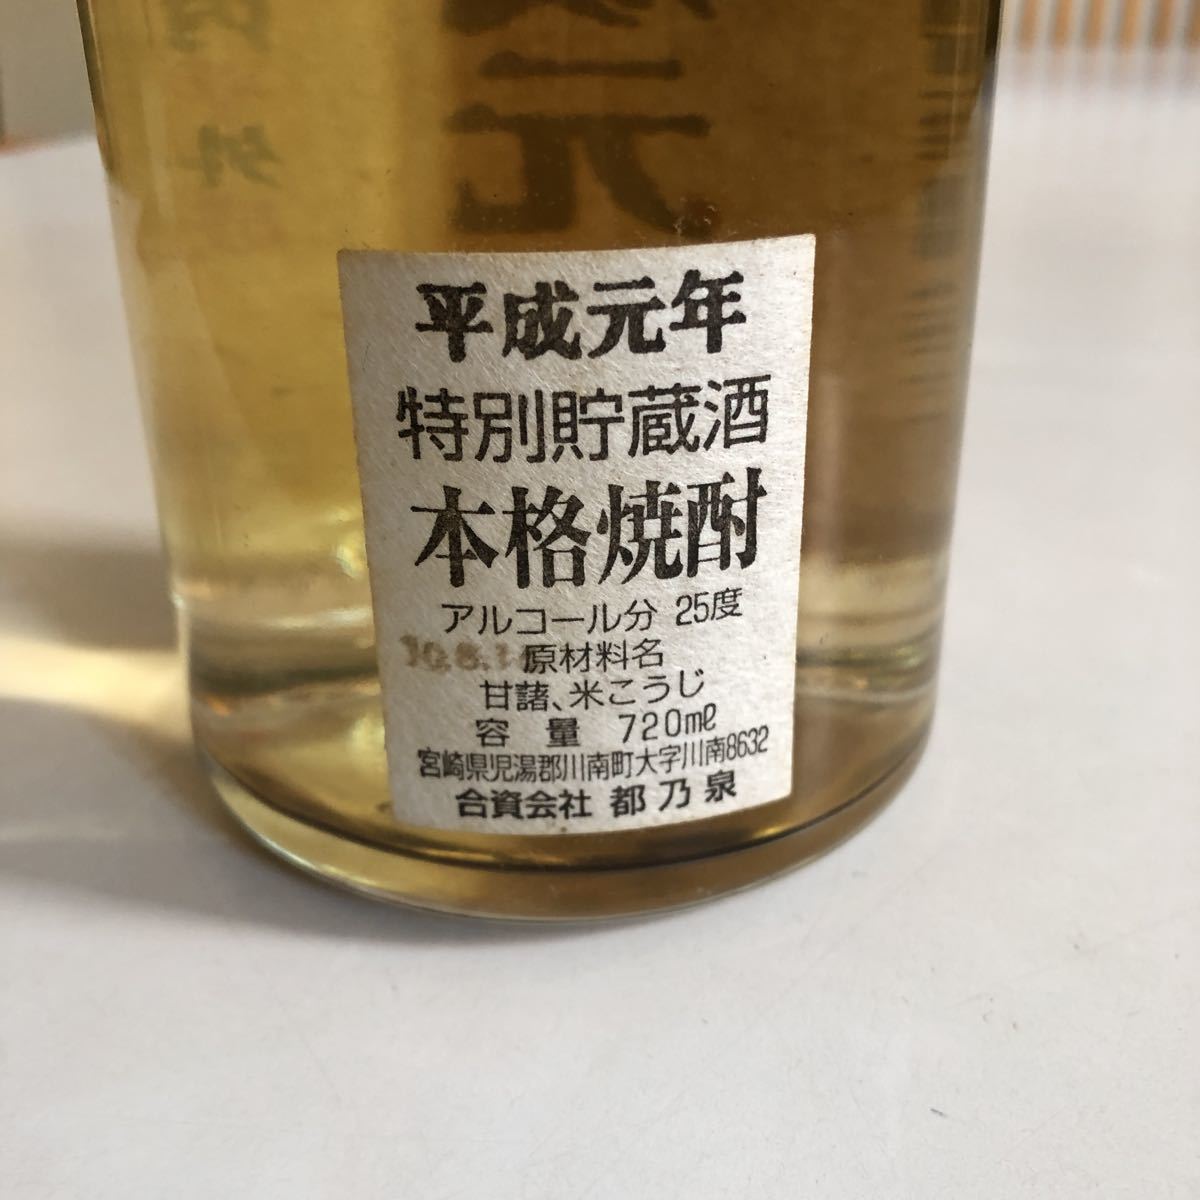 元
平成元年
特別貯蔵酒
本格焼酎
アルコール分 25度
原材料名
甘藷、米こうじ
容量 720ml
宮崎県児湯郡川南町大字川南8632
合資会社 都乃泉